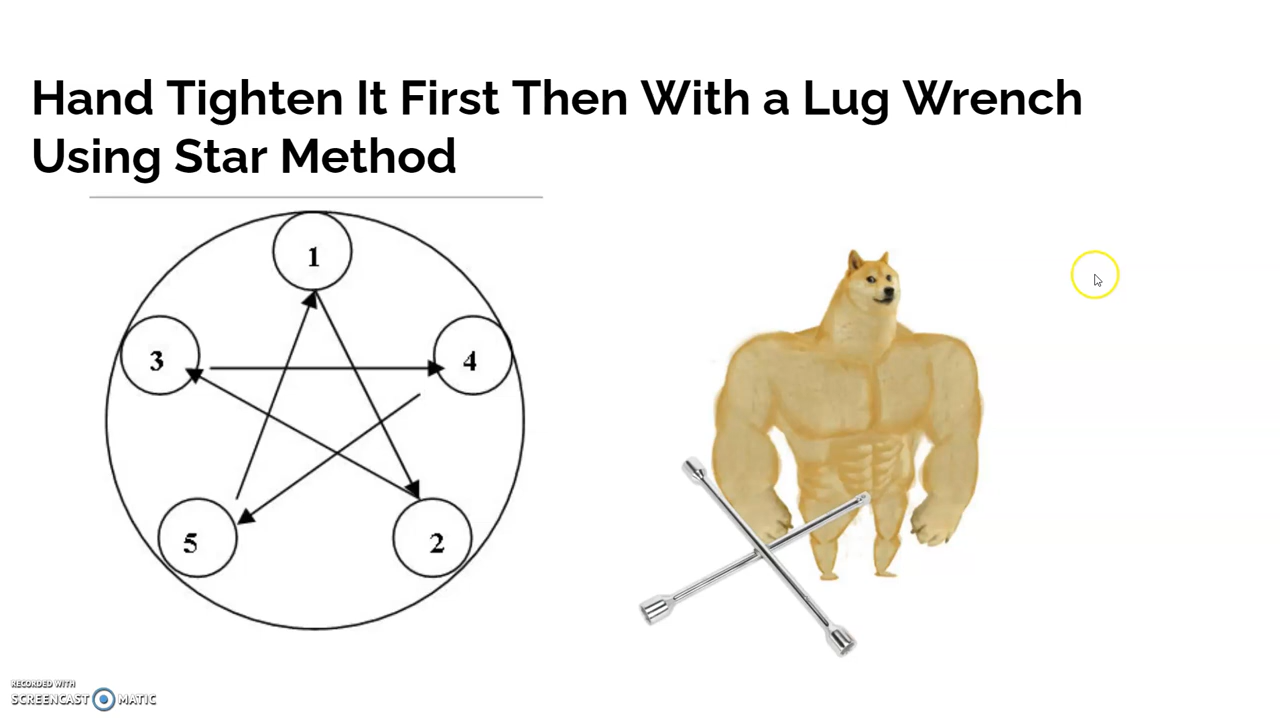 Hand Tighten It First Then With a Lug Wrench
Using Star Method
1
3
4
5
2
RECORDED WITH
SCREENCAST MATIC